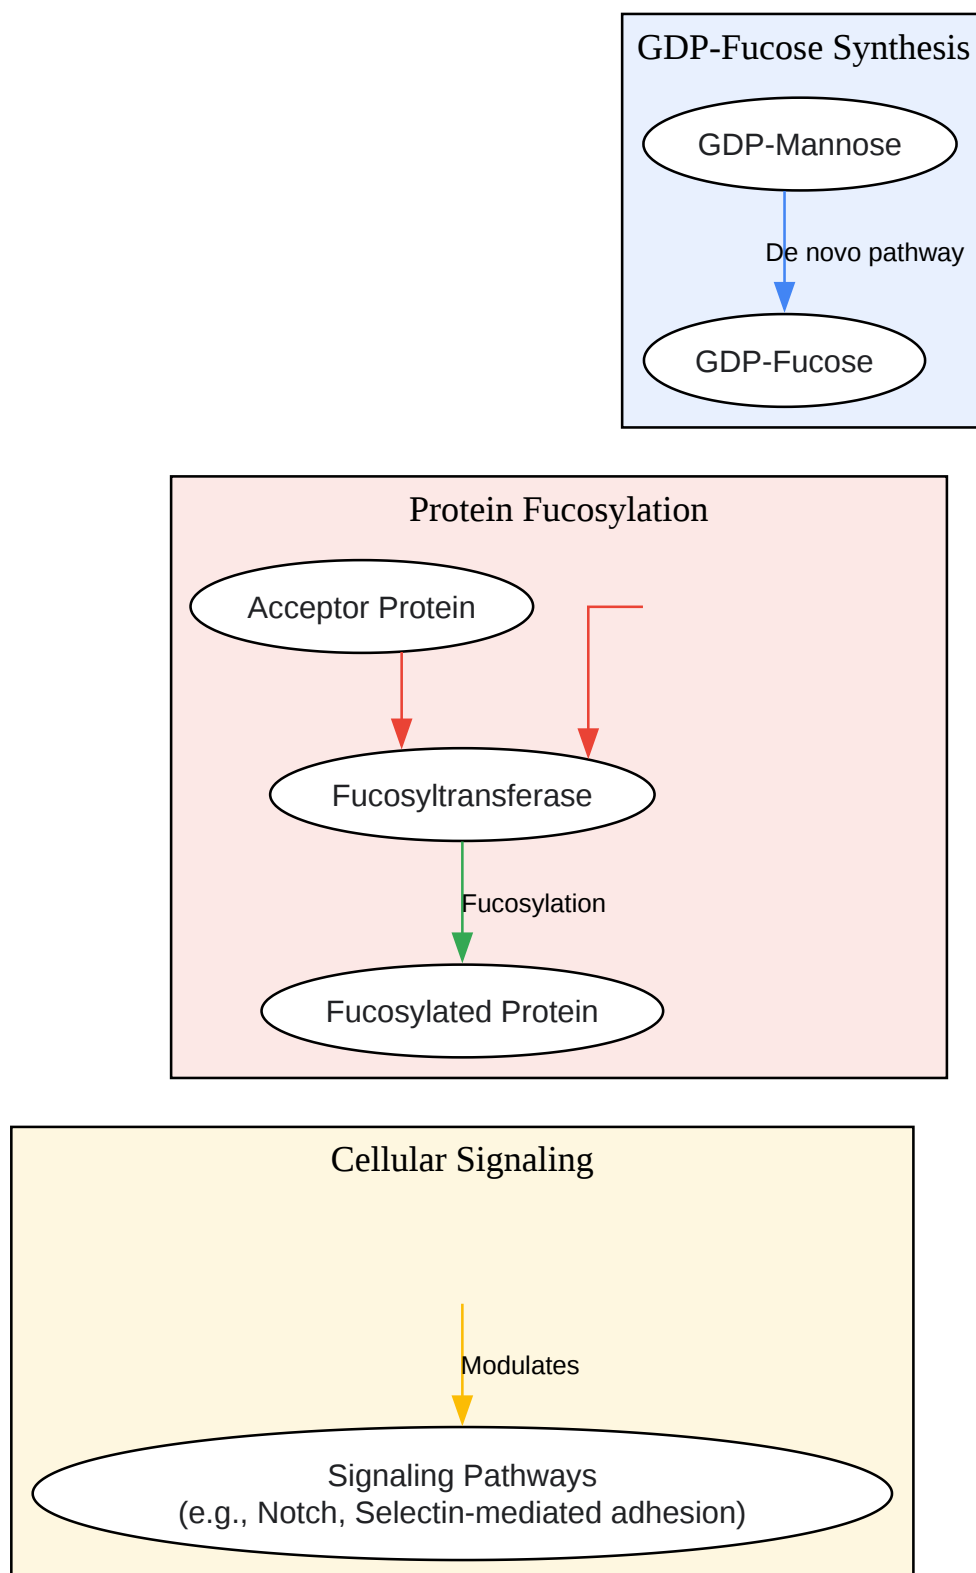 GDP-Fucose Synthesis
GDP-Mannose
De novo pathway
GDP-Fucose
Protein Fucosylation
Acceptor Protein
Fucosyltransferase
Fucosylation
Fucosylated Protein
Cellular Signaling
Modulates
Signaling Pathways
(e.g., Notch, Selectin-mediated adhesion)